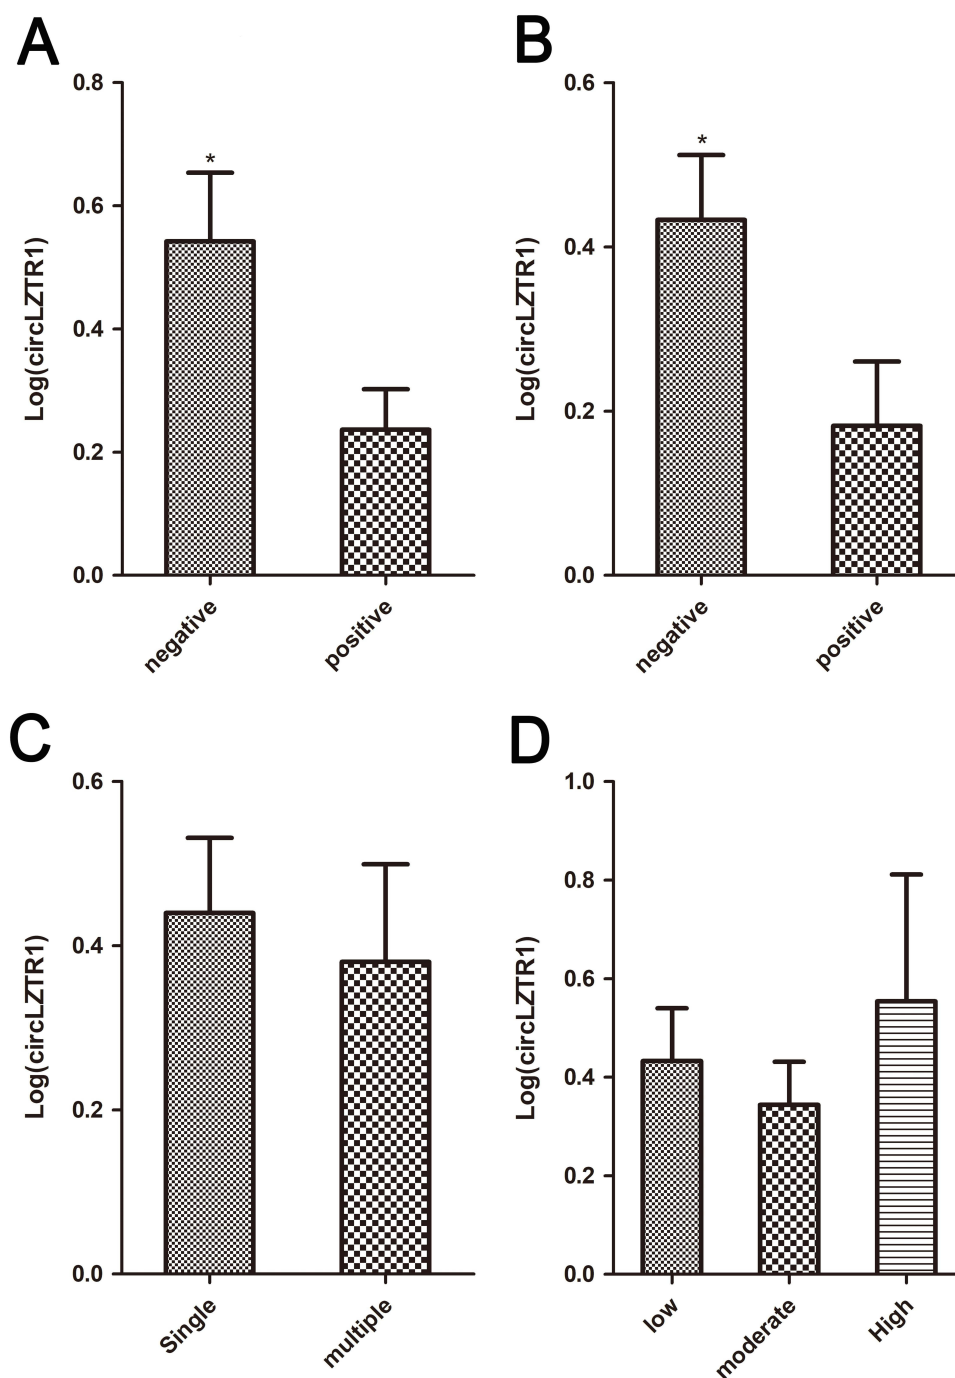 A
0.8
0.6
0.4
0.2
0.0
Log(circLZTR1)
*
negative
positive
B
0.6
0.4
0.2
0.0
Log(circLZTR1)
*
negative
positive
C
0.6
0.4
0.2
0.0
Log(circLZTR1)
Single
multiple
D
1.0
0.8
0.6
0.4
0.2
0.0
Log(circLZTR1)
low
moderate
High